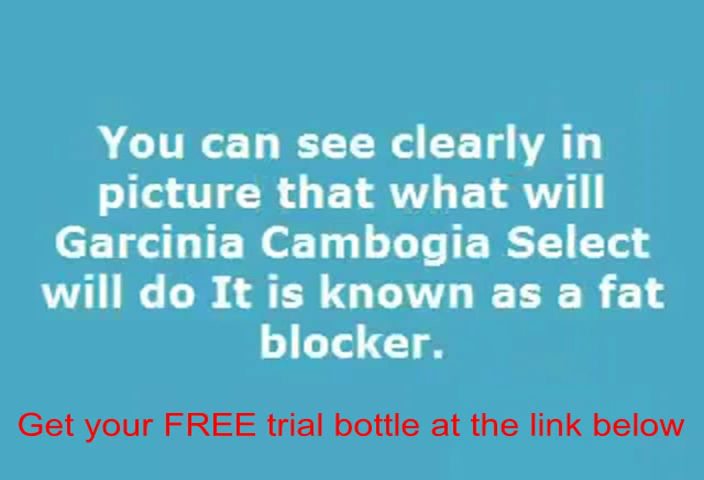 You can see clearly in
picture that what will
Garcinia Cambogia Select
will do It is known as a fat
blocker.
Get your FREE trial bottle at the link below